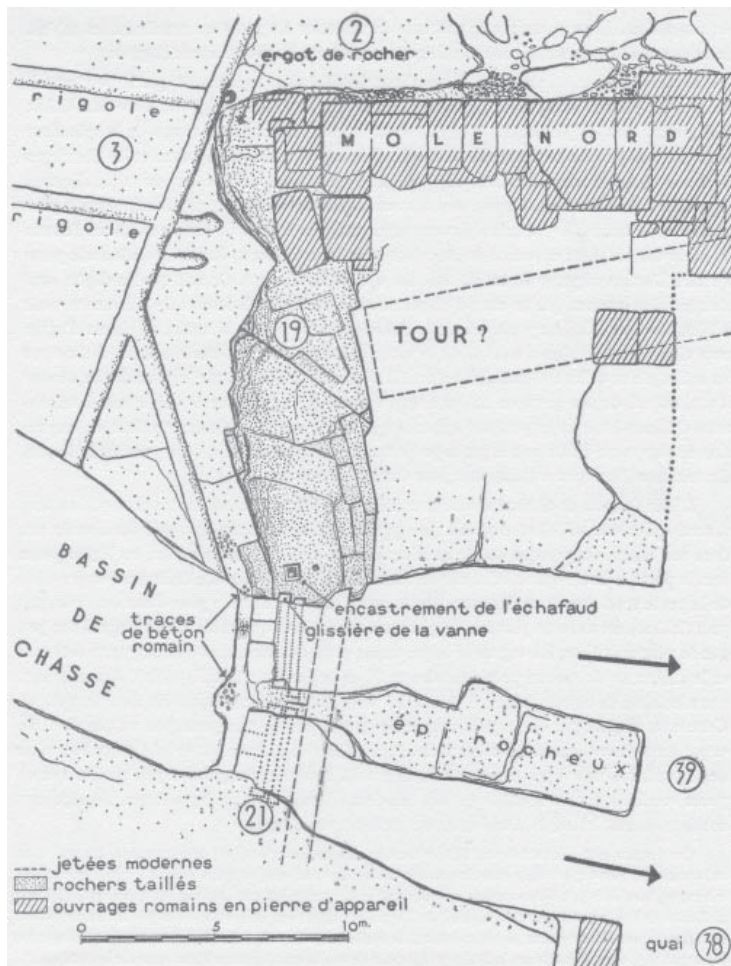 2
ergot de rocher
rigole
3
MOLE NORD
rigole
19
TOUR ?
BASSIN
DE
CHASSE
encastrement de l'échafaud
traces
de béton
romain
glissière de la vanne
épi rocheux
39
21
jetées modernes
rochers taillés
ouvrages romains en pierre d'appareil
0 5 10m.
quai 38